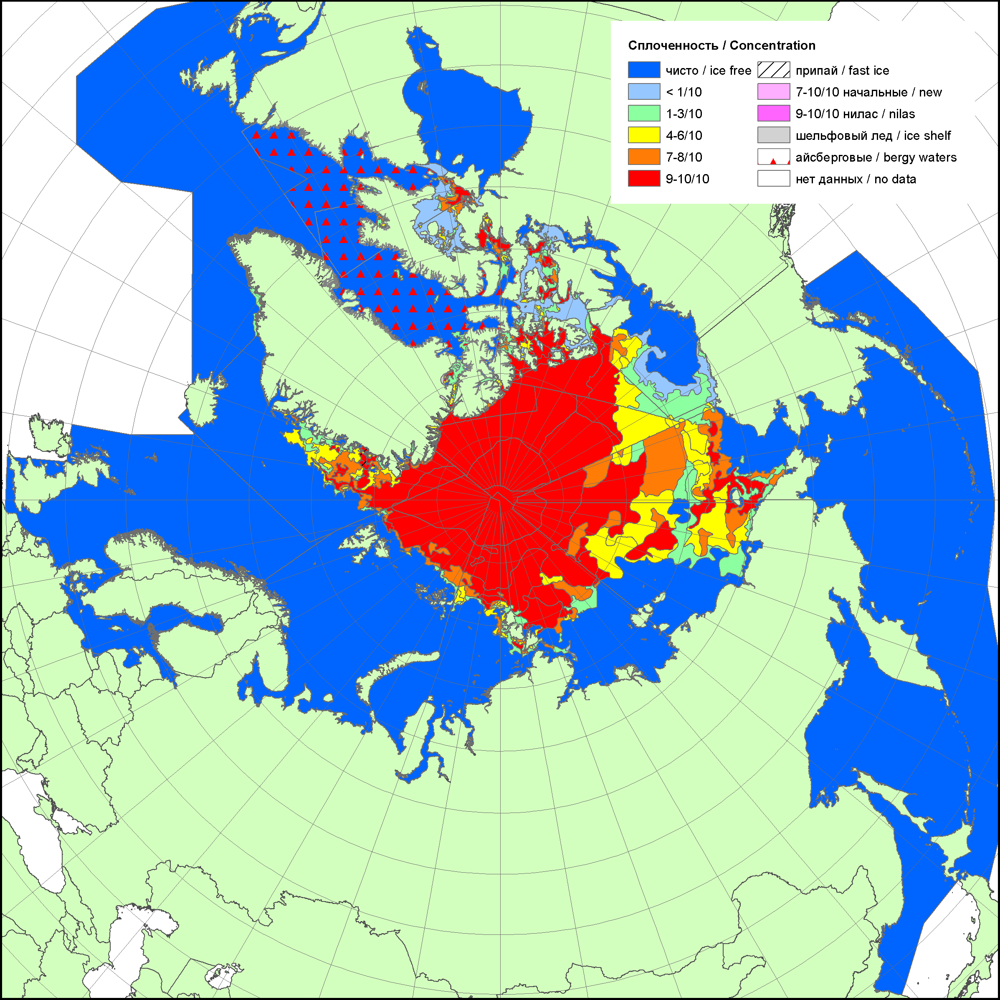 Сплоченность / Concentration
чисто / ice free
< 1/10
1-3/10
4-6/10
7-8/10
9-10/10
припай / fast ice
7-10/10 начальные / new
9-10/10 нилас / nilas
шельфовый лед / ice shelf
айсберговые / bergy waters
нет данных / no data